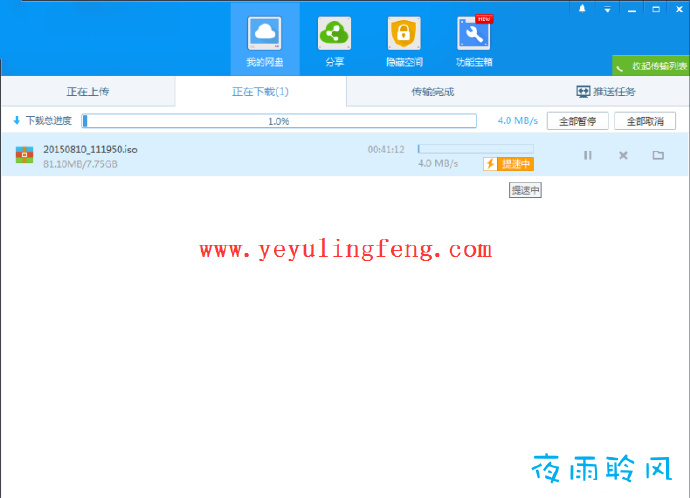 我的网盘
分享
隐藏空间
NEW
功能宝箱
收起传输列表
正在上传
正在下载(1)
传输完成
推送任务
下载总进度
1.0%
4.0 MB/s
全部暂停
全部取消
20150810_111950.iso
00:41:12
81.10MB/7.75GB
4.0 MB/s
提速中
提速中
www.yeyulingfeng.com
夜雨聆风